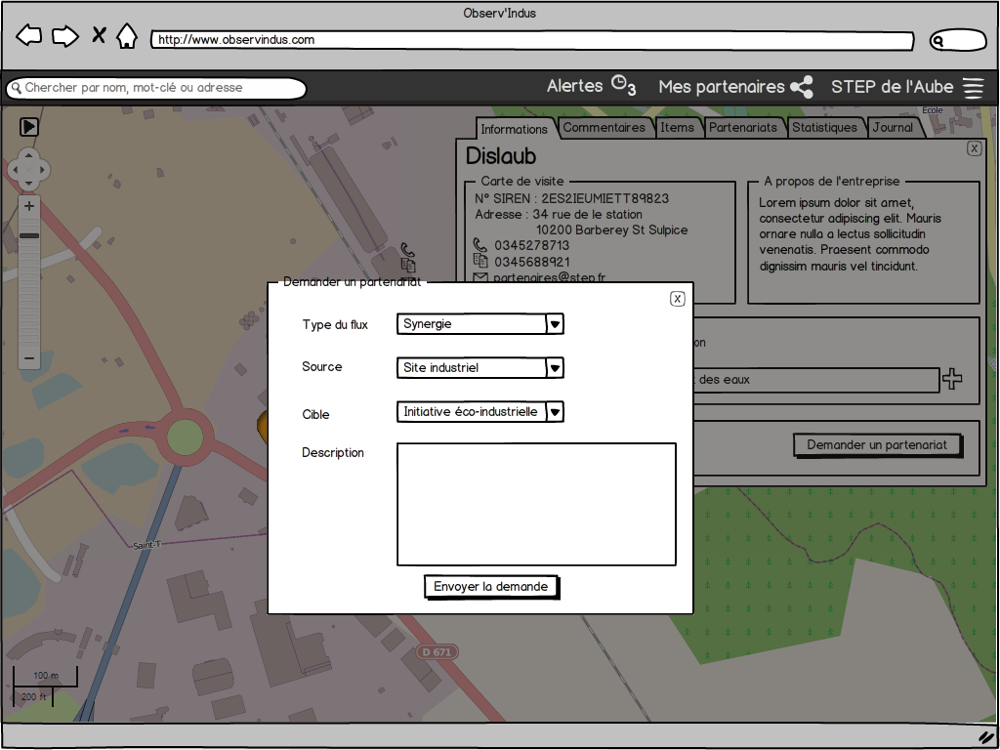 Observ'Indus
http://www.observindus.com
Chercher par nom, mot-clé ou adresse
Alertes 3 Mes partenaires STEP de l'Aube
Ecole
Informations Commentaires Items Partenariats Statistiques Journal
X
Dislaub
Carte de visite
N° SIREN : 2ES2IEUMIETT89823
Adresse : 34 rue de le station
10200 Barberey St Sulpice
0345278713
0345688921
partenaires@step.fr
A propos de l'entreprise
Lorem ipsum dolor sit amet,
consectetur adipiscing elit. Mauris
ornare nulla a lectus sollicitudin
venenatis. Praesent commodo
dignissim mauris vel tincidunt.
on
des eaux
Demander un partenariat
Demander un partenariat
X
Type du flux Synergie
Source Site industriel
Cible Initiative éco-industrielle
Description
Envoyer la demande
Saint-T
D 671
100 m
200 ft